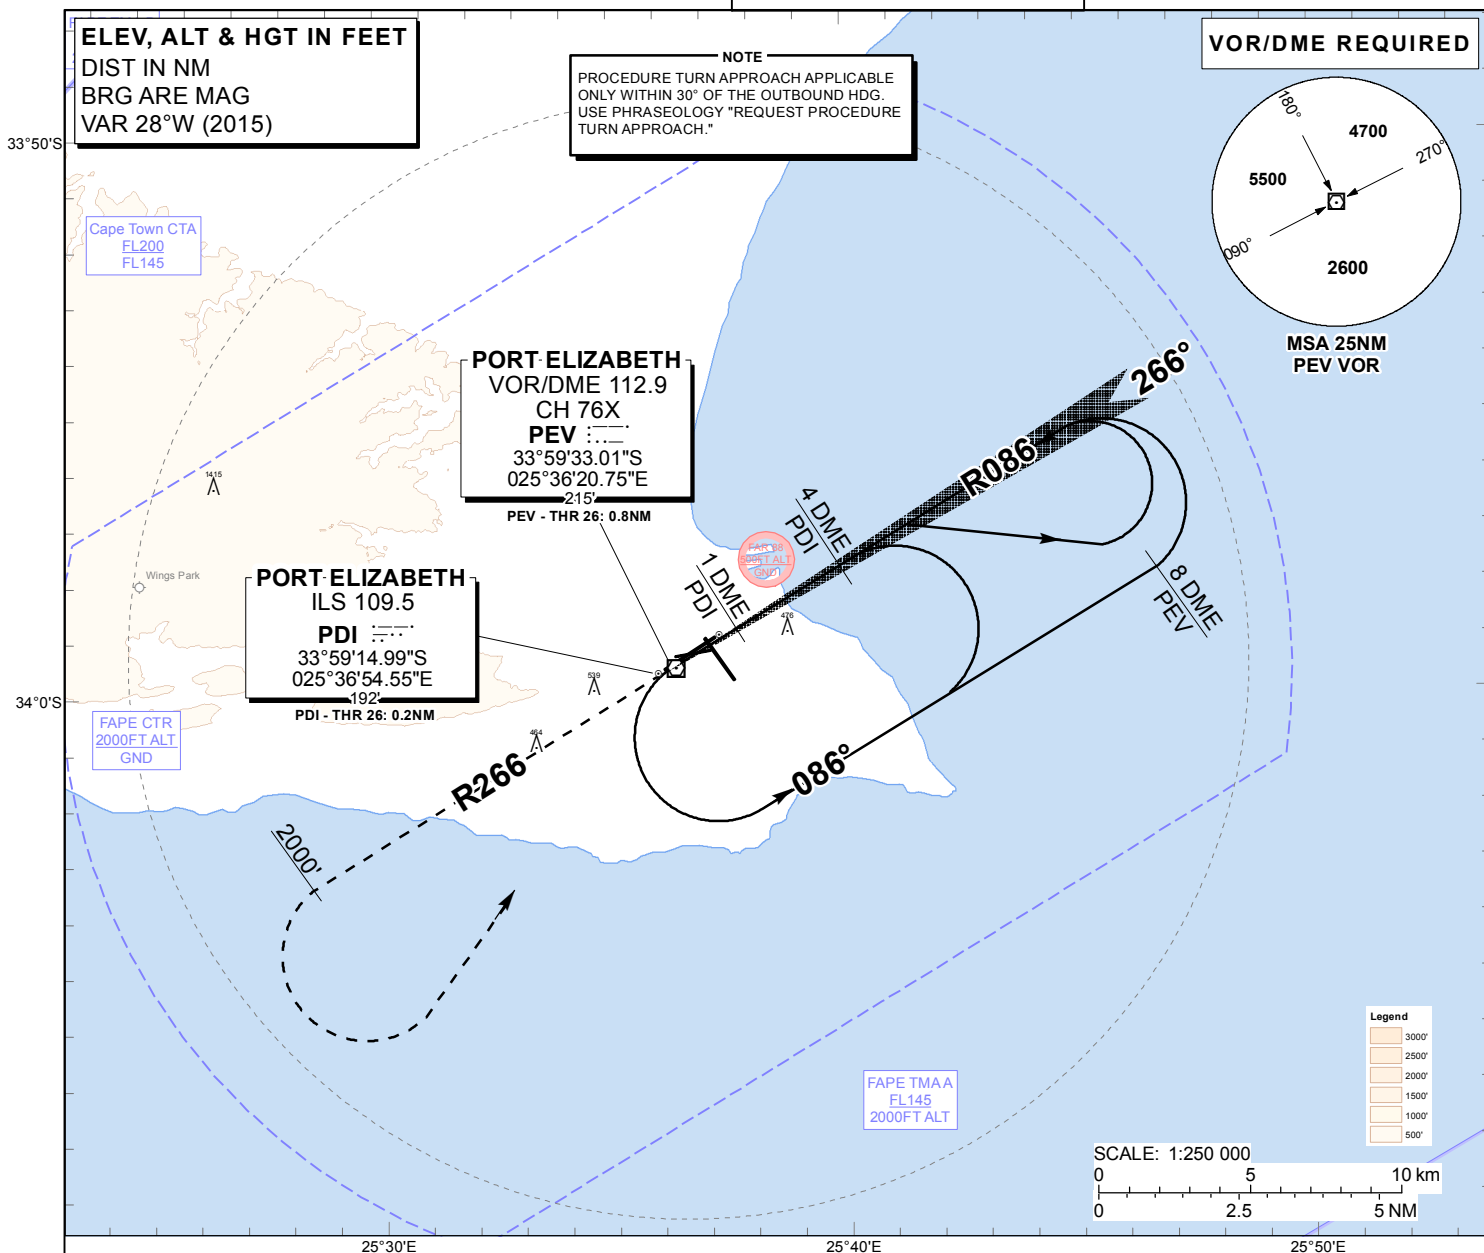 ELEV, ALT & HGT IN FEET
DIST IN NM
BRG ARE MAG
VAR 28°W (2015)
NOTE
PROCEDURE TURN APPROACH APPLICABLE
ONLY WITHIN 30° OF THE OUTBOUND HDG.
USE PHRASEOLOGY "REQUEST PROCEDURE
TURN APPROACH."
VOR/DME REQUIRED
180°
4700
270°
5500
090°
2600
MSA 25NM
PEV VOR
33°50'S
Cape Town CTA
FL200
FL145
PORT ELIZABETH
VOR/DME 112.9
CH 76X
PEV
33°59'33.01"S
025°36'20.75"E
215'
PEV - THR 26: 0.8NM
266°
R086
1415
4 DME
PDI
FAR 88
500FT ALT
GND
1 DME
PDI
8 DME
PEV
Wings Park
PORT ELIZABETH
ILS 109.5
PDI
33°59'14.99"S
025°36'54.55"E
192'
PDI - THR 26: 0.2NM
476
539
464
34°0'S
FAPE CTR
2000FT ALT
GND
R266
086°
2000'
Legend
3000'
2500'
2000'
1500'
1000'
500'
FAPE TMA A
FL145
2000FT ALT
SCALE: 1:250 000
0 5 10 km
0 2.5 5 NM
25°30'E
25°40'E
25°50'E